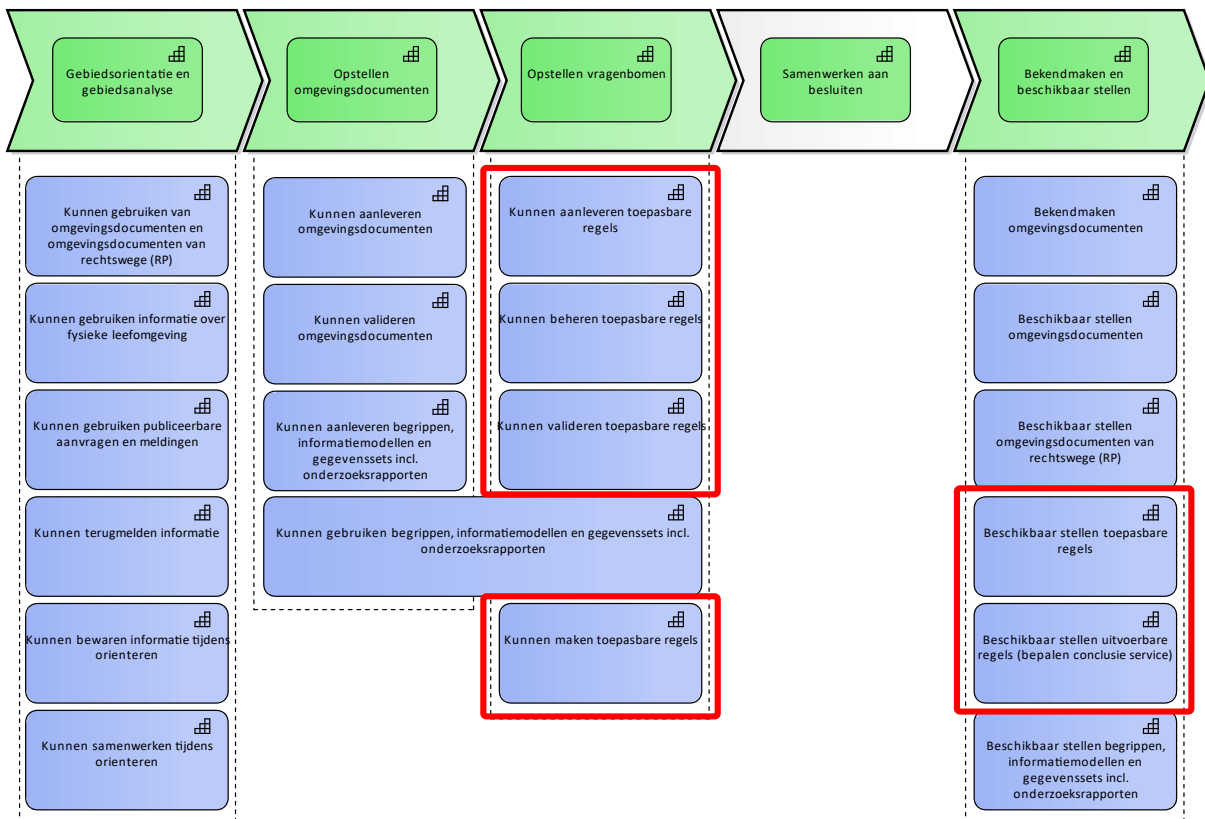 Gebiedsorientatie en
gebiedsanalyse
Opstellen
omgevingsdocumenten
Opstellen vragenbomen
Samenwerken aan
besluiten
Bekendmaken en
beschikbaar stellen
Kunnen gebruiken van
omgevingsdocumenten en
omgevingsdocumenten van
rechtswege (RP)
Kunnen gebruiken informatie over
fysieke leefomgeving
Kunnen gebruiken publiceerbare
aanvragen en meldingen
Kunnen terugmelden informatie
Kunnen bewaren informatie tijdens
orienteren
Kunnen samenwerken tijdens
orienteren
Kunnen aanleveren
omgevingsdocumenten
Kunnen valideren
omgevingsdocumenten
Kunnen aanleveren begrippen,
informatiemodellen en
gegevenssets incl.
onderzoeksrapporten
Kunnen gebruiken begrippen, informatiemodellen en gegevenssets incl.
onderzoeksrapporten
Kunnen aanleveren toepasbare
regels
Kunnen beheren toepasbare regels
Kunnen valideren toepasbare regels
Kunnen maken toepasbare regels
Bekendmaken
omgevingsdocumenten
Beschikbaar stellen
omgevingsdocumenten
Beschikbaar stellen
omgevingsdocumenten van
rechtswege (RP)
Beschikbaar stellen toepasbare
regels
Beschikbaar stellen uitvoerbare
regels (bepalen conclusie service)
Beschikbaar stellen begrippen,
informatiemodellen en
gegevenssets incl.
onderzoeksrapporten